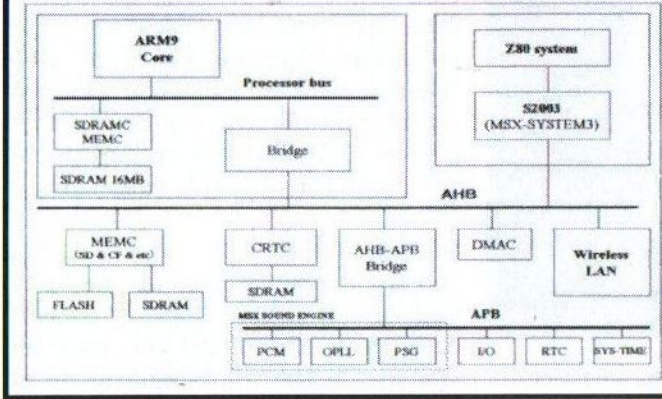 ARM9
Core
Z80 system
Processor bus
S2003
(MSX-SYSTEM3)
SDRAMC
MEMC
Bridge
SDRAM 16MB
AHB
MEMC
(SD & CF & etc)
CRTC
AHB-APB
Bridge
DMAC
Wireless
LAN
FLASH
SDRAM
SDRAM
MSX SOUND ENGINE
APB
PCM
OPLL
PSG
I/O
RTC
SYS-TIME